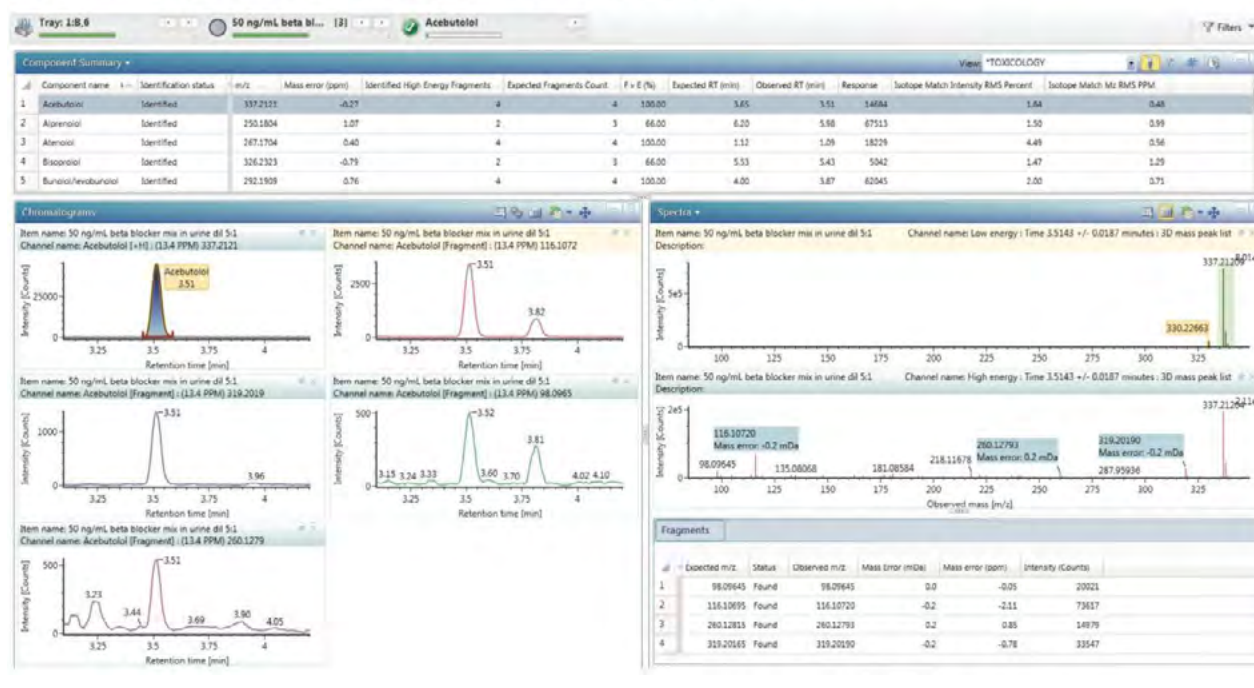 Tray: 1:B,6
50 ng/mL beta bl... [3]
Acebutolol
Filters
Component Summary
View: *TOXICOLOGY
Component name Identification status m/z Mass error (ppm) Identified High Energy Fragments Expected Fragments Count F > E (%) Expected RT (min) Observed RT (min) Response Isotope Match Intensity RMS Percent Isotope Match Mz RMS PPM
1 Acebutolol Identified 337.2121 -0.27 4 4 100.00 3.65 3.51 14684 1.64 0.48
2 Alprenolol Identified 250.1804 1.07 2 3 66.00 6.20 5.98 67513 1.50 0.99
3 Atenolol Identified 267.1704 0.40 4 4 100.00 1.12 1.09 18229 4.49 0.56
4 Bisoprolol Identified 326.2323 -0.79 2 3 66.00 5.53 5.43 5042 1.47 1.29
5 Bunolol/levobunolol Identified 292.1909 0.76 4 4 100.00 4.00 3.87 62045 2.00 0.71
Chromatograms
Item name: 50 ng/mL beta blocker mix in urine dil 5:1
Channel name: Acebutolol [+H] : (13.4 PPM) 337.2121
Acebutolol
3.51
Intensity [Counts]
25000
0
3.25 3.5 3.75 4
Retention time [min]
Item name: 50 ng/mL beta blocker mix in urine dil 5:1
Channel name: Acebutolol [Fragment] : (13.4 PPM) 116.1072
3.51
3.82
Intensity [Counts]
2500
0
3.25 3.5 3.75 4
Retention time [min]
Item name: 50 ng/mL beta blocker mix in urine dil 5:1
Channel name: Acebutolol [Fragment] : (13.4 PPM) 319.2019
3.51
3.96
Intensity [Counts]
1000
0
3.25 3.5 3.75 4
Retention time [min]
Item name: 50 ng/mL beta blocker mix in urine dil 5:1
Channel name: Acebutolol [Fragment] : (13.4 PPM) 98.0965
3.52
3.81
3.15 3.24 3.33 3.60 3.70 4.02 4.10
Intensity [Counts]
500
0
3.25 3.5 3.75 4
Retention time [min]
Item name: 50 ng/mL beta blocker mix in urine dil 5:1
Channel name: Acebutolol [Fragment] : (13.4 PPM) 260.1279
3.51
3.23
3.44 3.69 3.90 4.05
Intensity [Counts]
500
0
3.25 3.5 3.75 4
Retention time [min]
Spectra
Item name: 50 ng/mL beta blocker mix in urine dil 5:1 Channel name: Low energy : Time 3.5143 +/- 0.0187 minutes : 3D mass peak list
Description:
337.21209
330.22663
Intensity [Counts]
5e5
0
100 125 150 175 200 225 250 275 300 325
Item name: 50 ng/mL beta blocker mix in urine dil 5:1 Channel name: High energy : Time 3.5143 +/- 0.0187 minutes : 3D mass peak list
Description:
337.21204
116.10720
Mass error: -0.2 mDa
260.12793
Mass error: 0.2 mDa
319.20190
Mass error: -0.2 mDa
98.09645 135.08068 181.08584 218.11678 287.95936
Intensity [Counts]
2e5
0
100 125 150 175 200 225 250 275 300 325
Observed mass [m/z]
Fragments
Expected m/z Status Observed m/z Mass Error (mDa) Mass error (ppm) Intensity (Counts)
1 98.09645 Found 98.09645 0.0 -0.05 20021
2 116.10695 Found 116.10720 -0.2 -2.11 73617
3 260.12815 Found 260.12793 0.2 0.85 14979
4 319.20165 Found 319.20190 -0.2 -0.78 33547